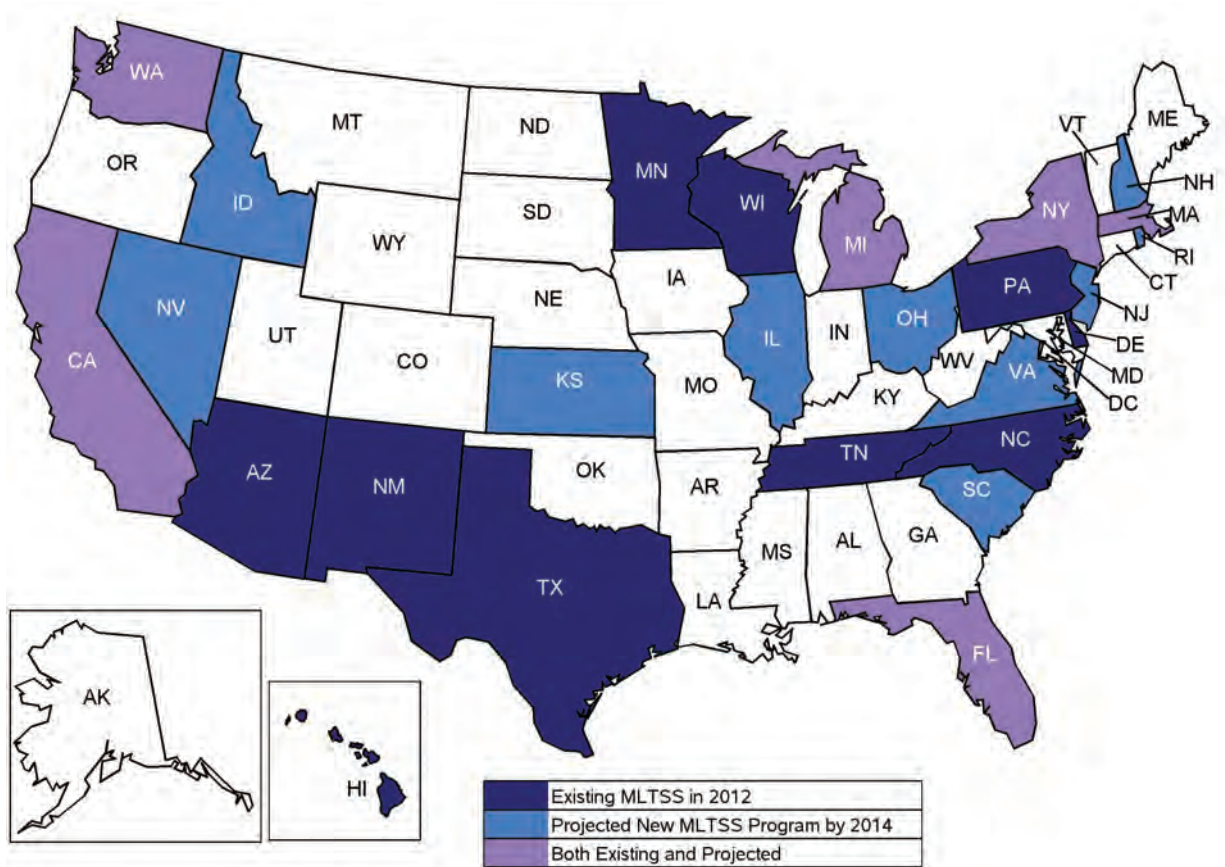 WA
MT
ND
ME
VT
OR
MN
NH
ID
SD
WI
NY
MA
WY
MI
RI
CT
IA
NE
PA
NV
NJ
OH
IL
IN
UT
DE
CA
CO
WV
MD
KS
MO
VA
DC
KY
NC
TN
AZ
OK
NM
AR
SC
MS
AL
GA
TX
LA
FL
AK
HI
Existing MLTSS in 2012
Projected New MLTSS Program by 2014
Both Existing and Projected